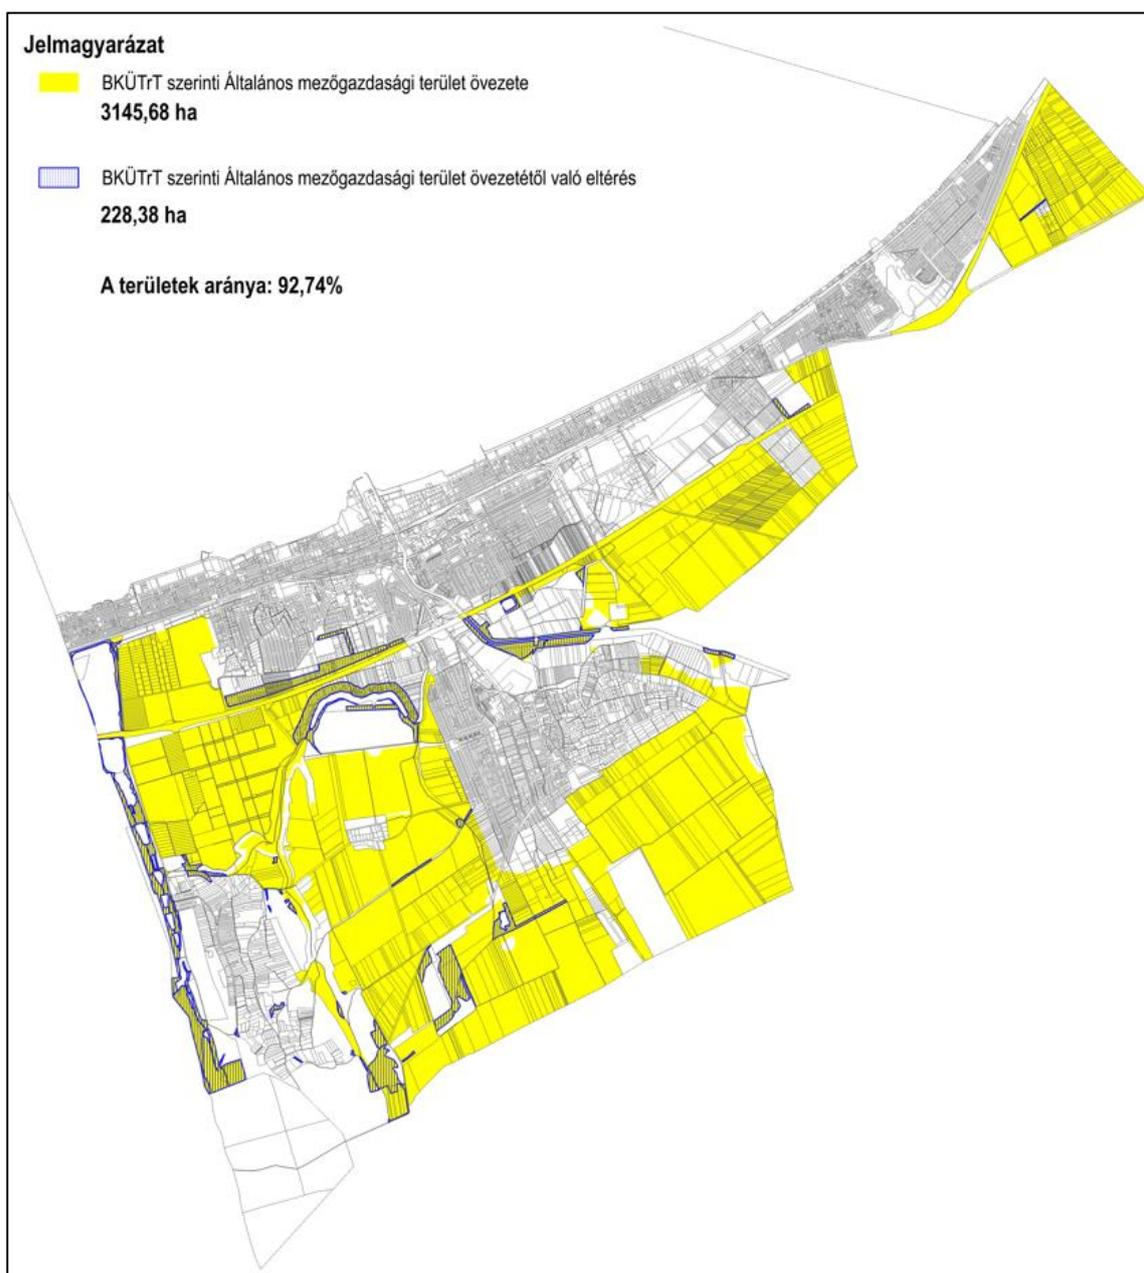 Jelmagyarázat
BKÜTrT szerinti Általános mezőgazdasági terület övezete
3145,68 ha
BKÜTrT szerinti Általános mezőgazdasági terület övezetétől való eltérés
228,38 ha
A területek aránya: 92,74%